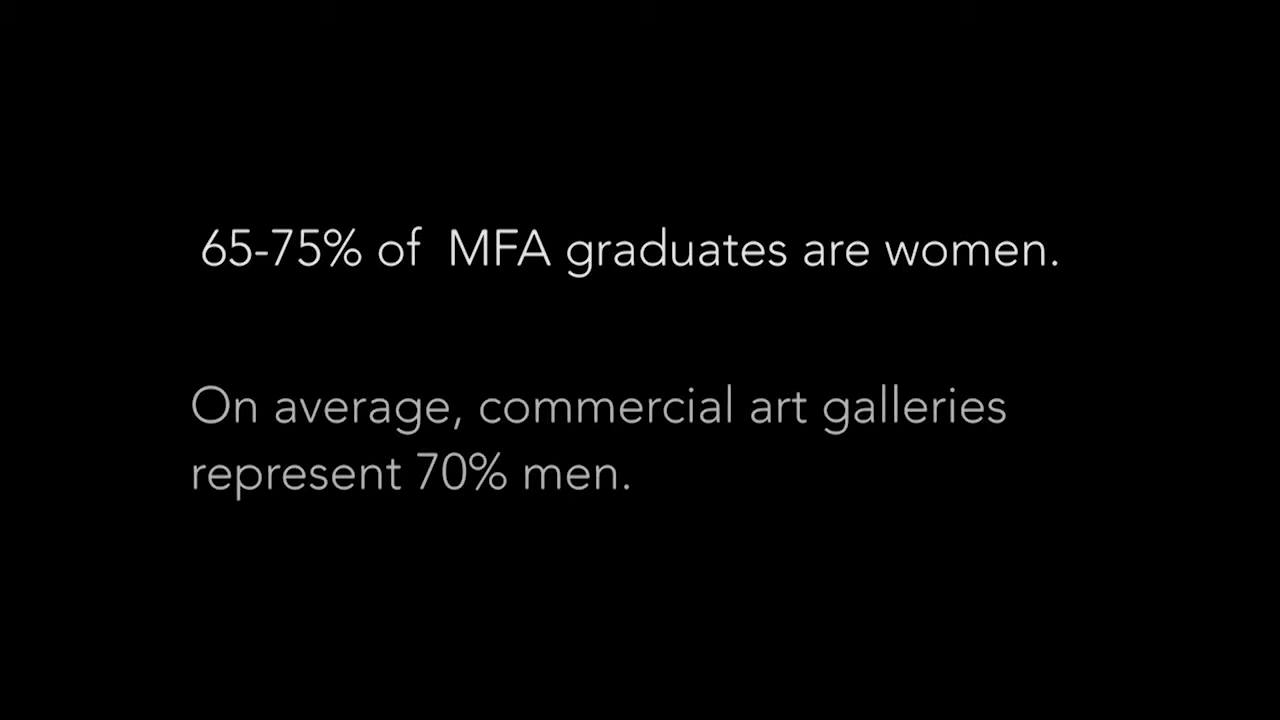 65-75% of  MFA graduates are women.
On average, commercial art galleries
represent 70% men.